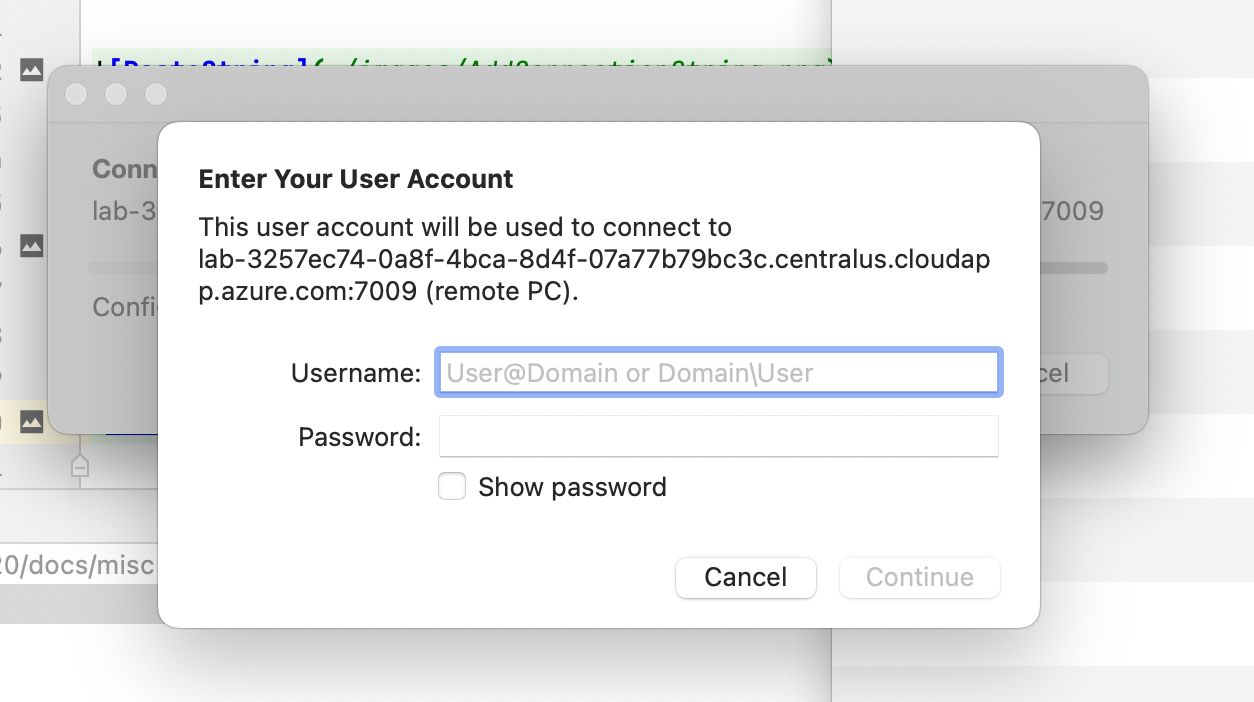 Enter Your User Account
This user account will be used to connect to
lab-3257ec74-0a8f-4bca-8d4f-07a77b79bc3c.centralus.cloudap
p.azure.com:7009 (remote PC).
Conn
lab-3
7009
Confi
Username: User@Domain or Domain\User
Password:
Show password
Cancel Continue
cel
20/docs/misc